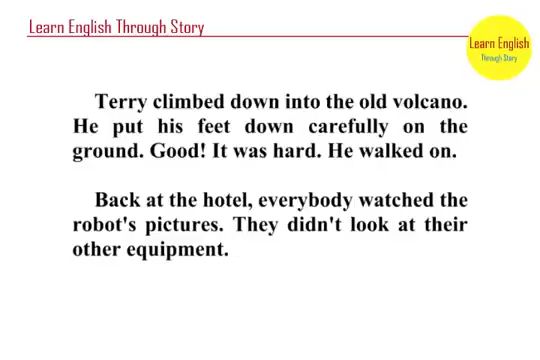 Learn English Through Story
Learn English
Through Story
Terry climbed down into the old volcano.
He put his feet down carefully on the
ground. Good! It was hard. He walked on.
Back at the hotel, everybody watched the
robot's pictures. They didn't look at their
other equipment.